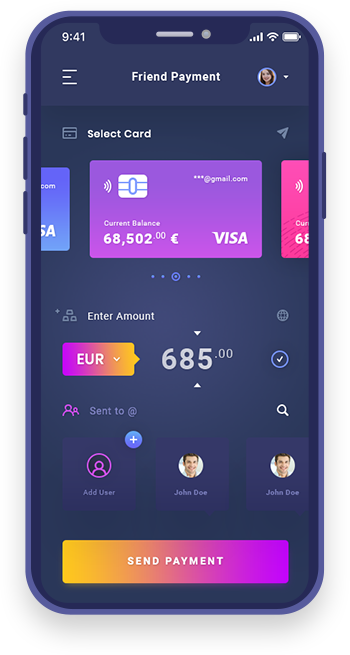 9:41
Friend Payment
Select Card
com
***@gmail.com
Current Balance
68,502.00 €
VISA
SA
Curr
68
Enter Amount
EUR
685.00
Sent to @
Add User
John Doe
John Doe
SEND PAYMENT